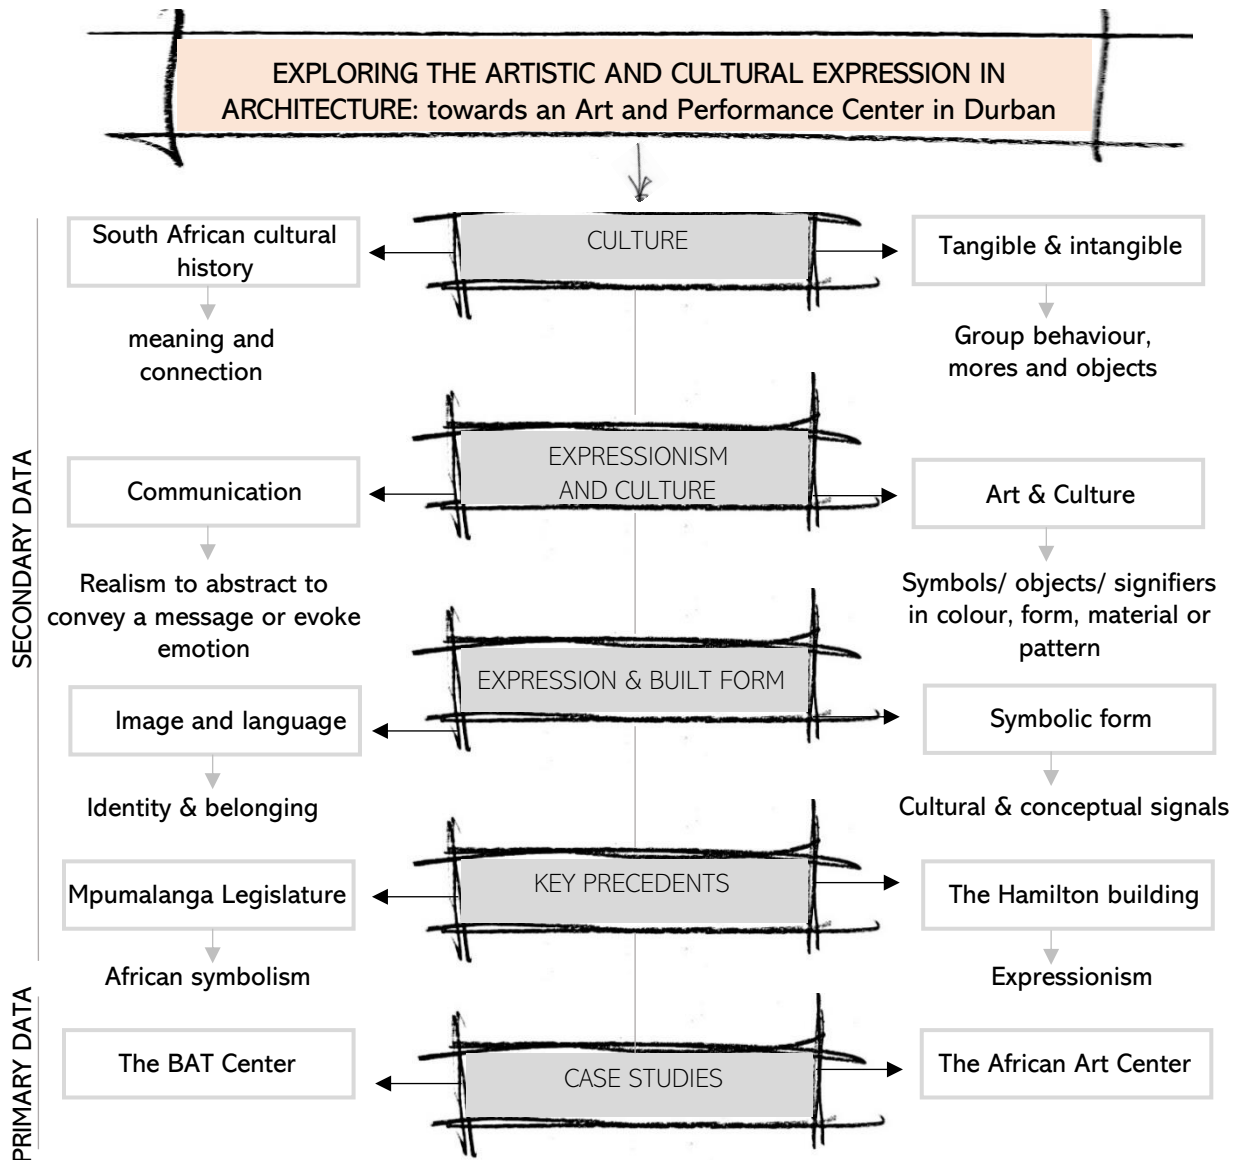 EXPLORING THE ARTISTIC AND CULTURAL EXPRESSION IN
ARCHITECTURE: towards an Art and Performance Center in Durban
SECONDARY DATA
CULTURE
South African cultural
history
meaning and
connection
Tangible & intangible
Group behaviour,
mores and objects
EXPRESSIONISM
AND CULTURE
Communication
Realism to abstract to
convey a message or evoke
emotion
Art & Culture
Symbols/ objects/ signifiers
in colour, form, material or
pattern
EXPRESSION & BUILT FORM
Image and language
Identity & belonging
Symbolic form
Cultural & conceptual signals
KEY PRECEDENTS
Mpumalanga Legislature
African symbolism
The Hamilton building
Expressionism
PRIMARY DATA
CASE STUDIES
The BAT Center
The African Art Center